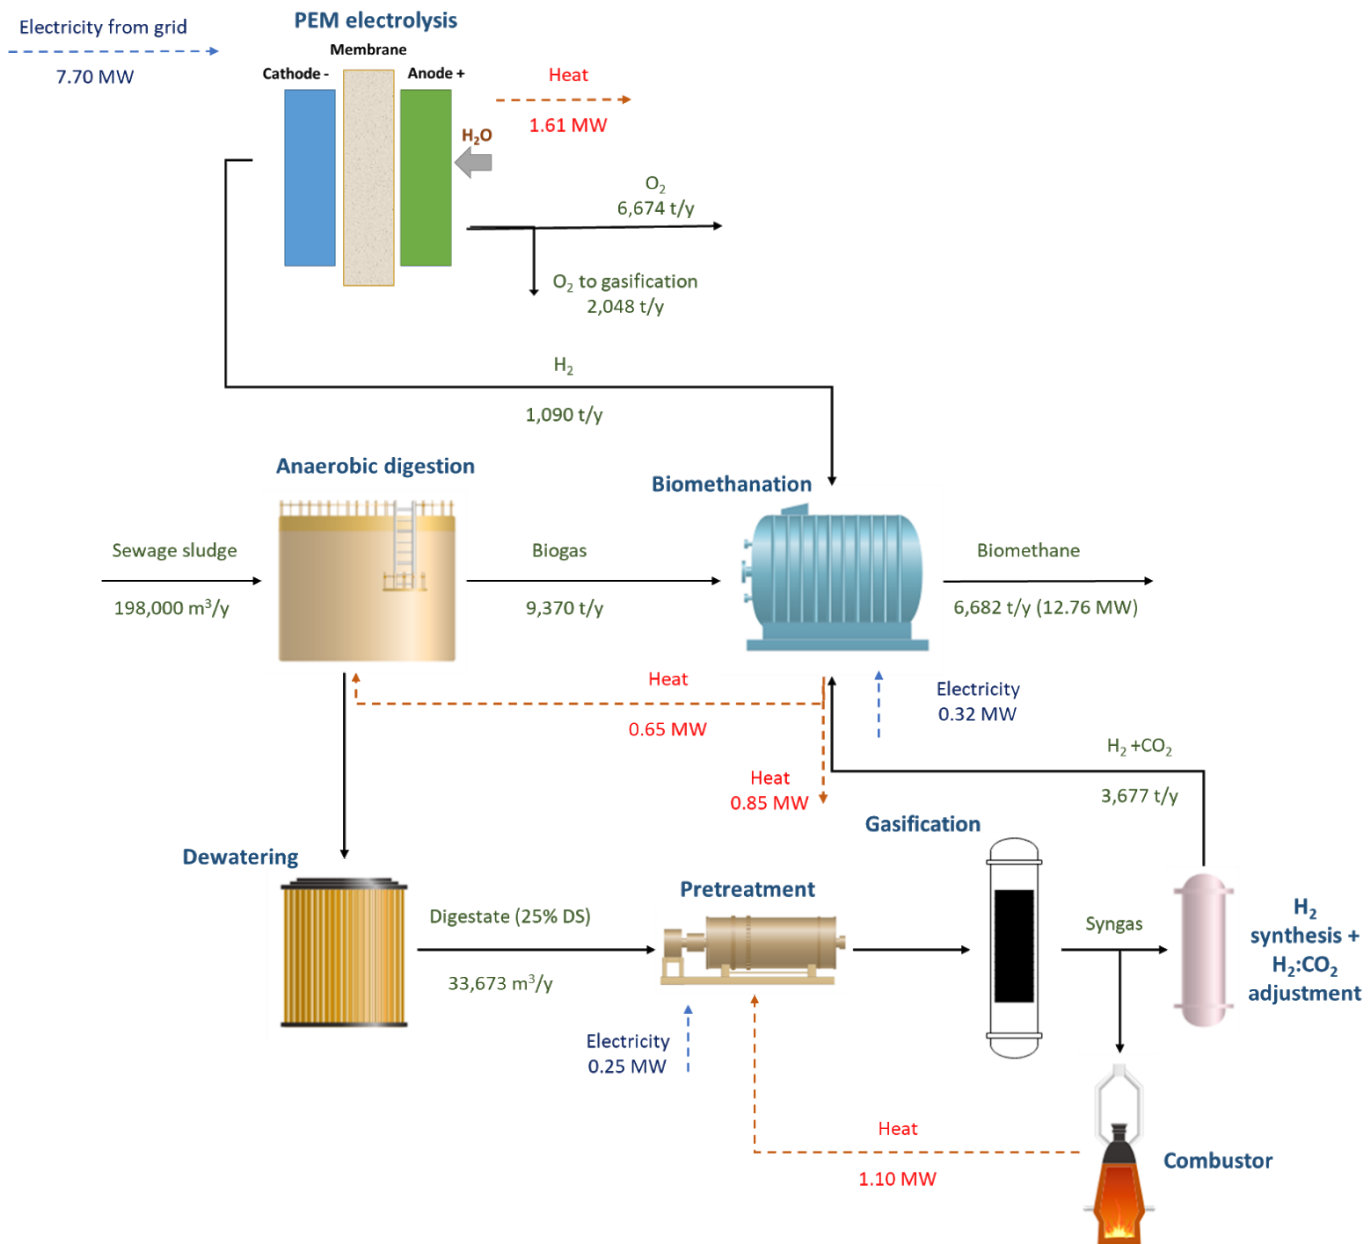 PEM electrolysis
Electricity from grid
7.70 MW
Membrane
Cathode -
Anode +
Heat
1.61 MW
H₂O
O₂
6,674 t/y
O₂ to gasification
2,048 t/y
H₂
1,090 t/y
Anaerobic digestion
Biomethanation
Sewage sludge
198,000 m³/y
Biogas
9,370 t/y
Biomethane
6,682 t/y (12.76 MW)
Heat
0.65 MW
Electricity
0.32 MW
Heat
0.85 MW
H₂ +CO₂
3,677 t/y
Gasification
Dewatering
Pretreatment
Digestate (25% DS)
33,673 m³/y
Syngas
H₂
synthesis +
H₂:CO₂
adjustment
Electricity
0.25 MW
Heat
1.10 MW
Combustor